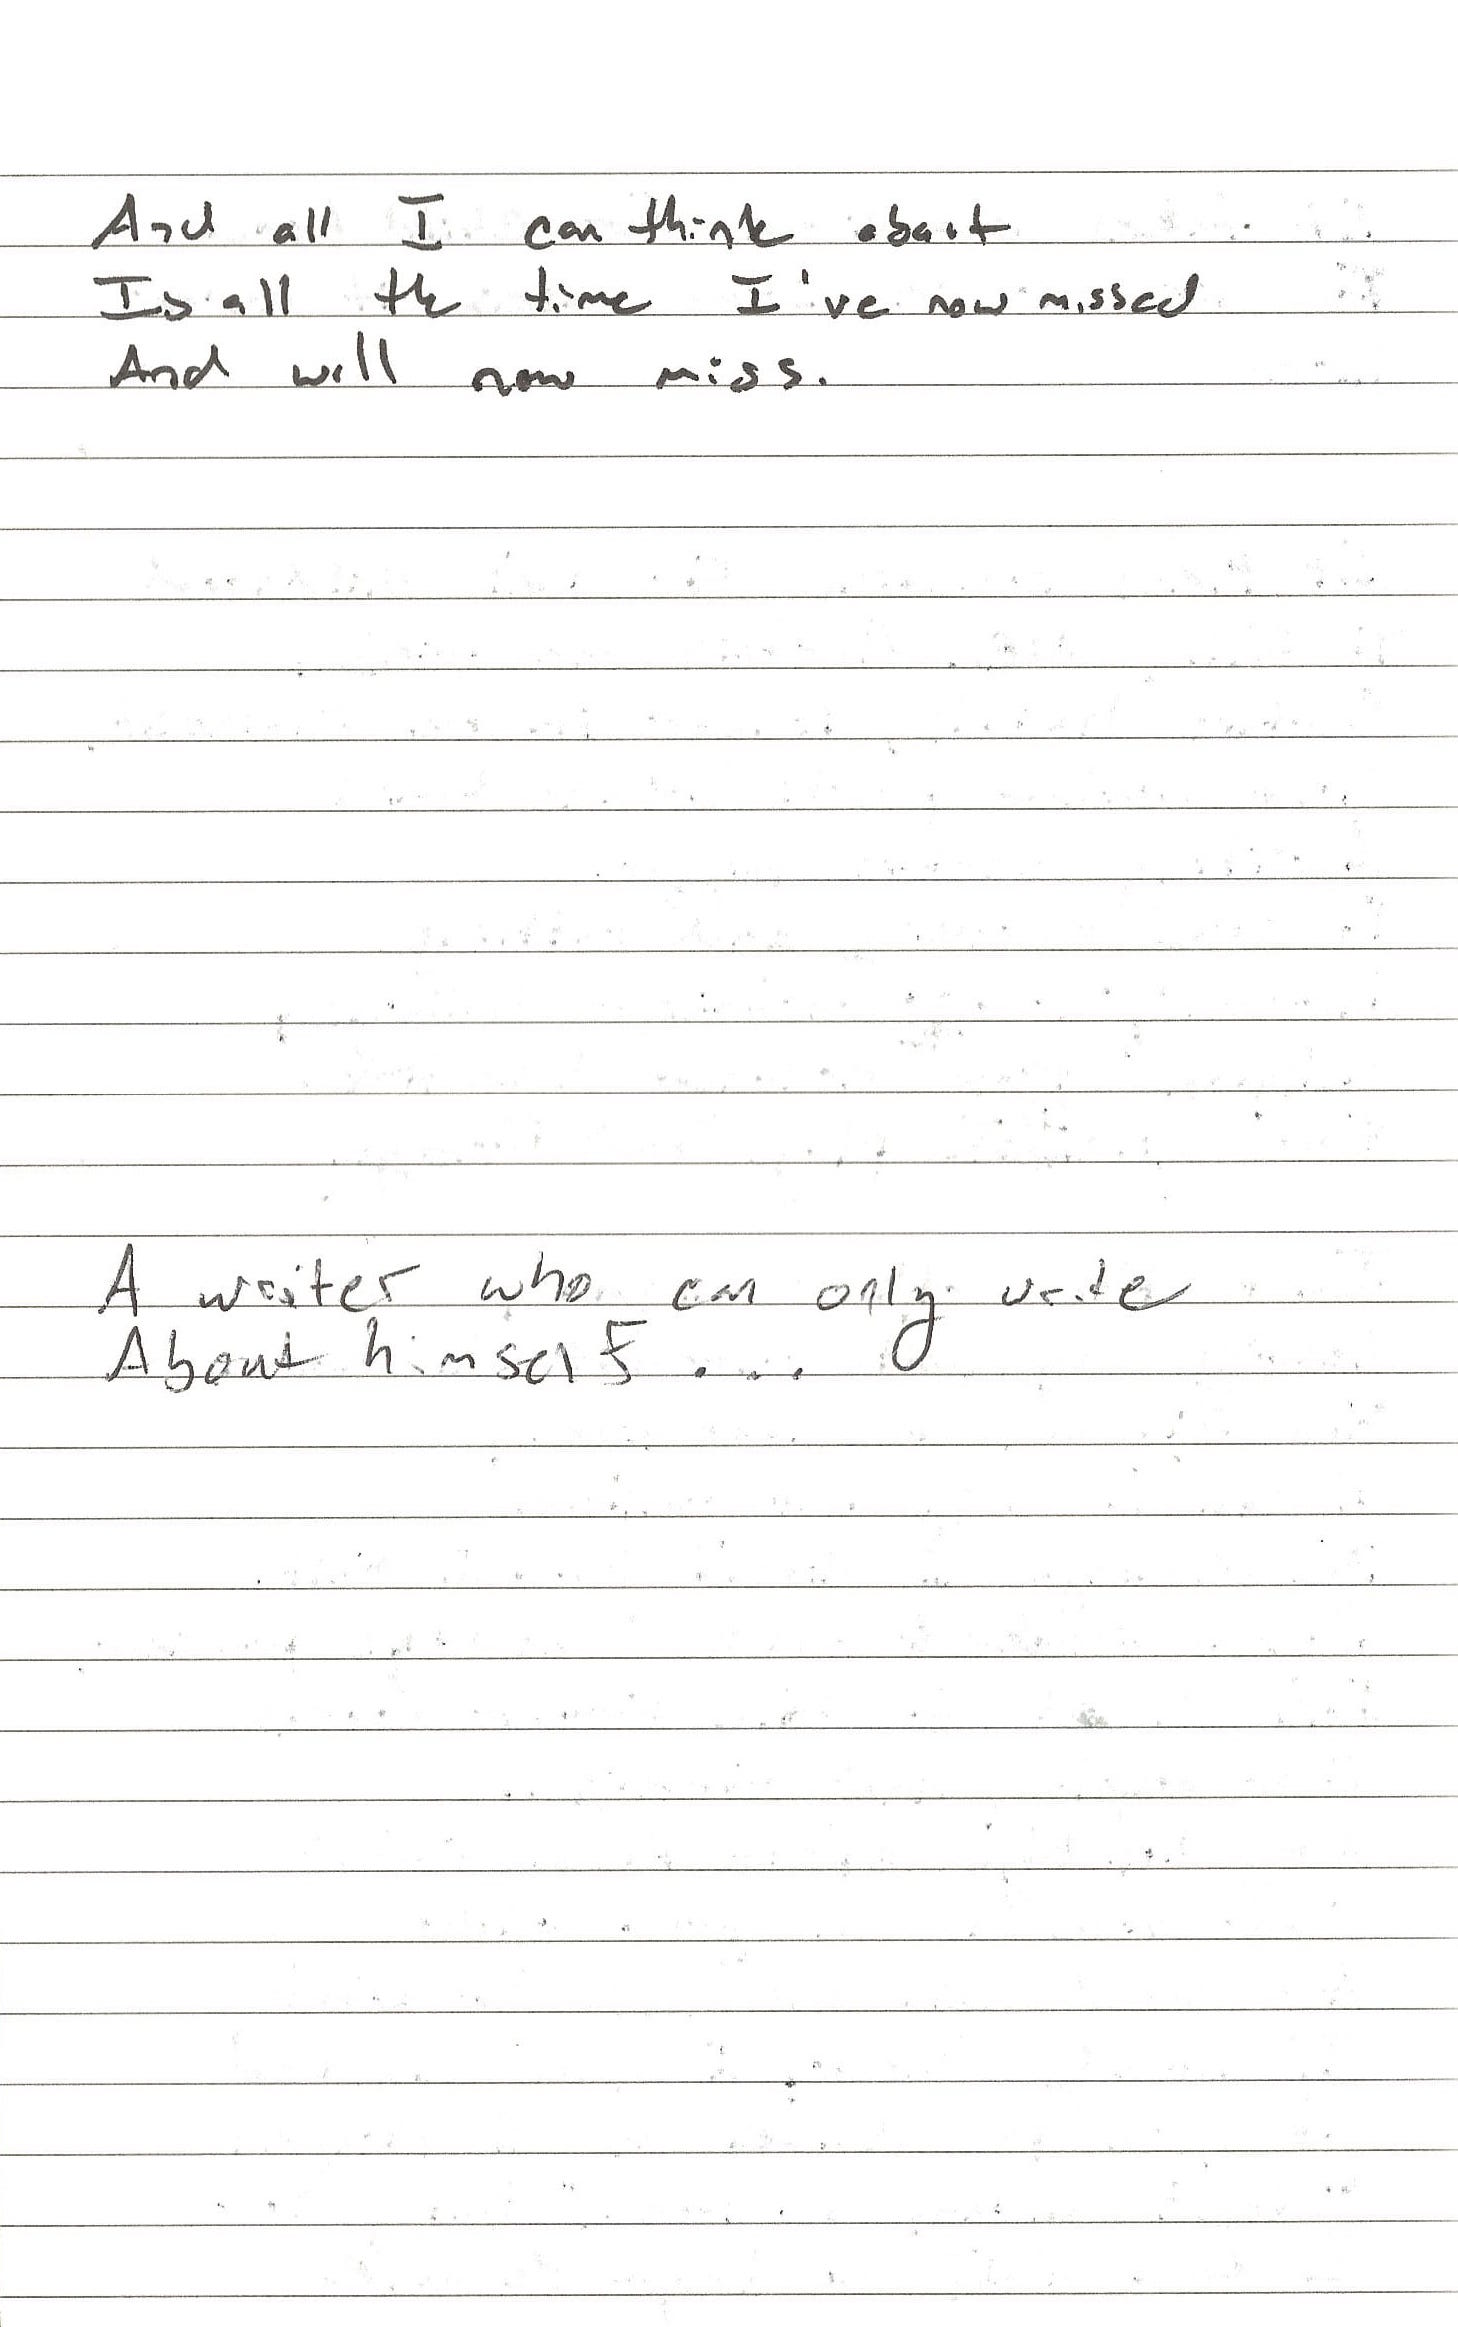 And all I can think about
Is all the time I've now missed
And will now miss.
A writer who can only write
About himself....